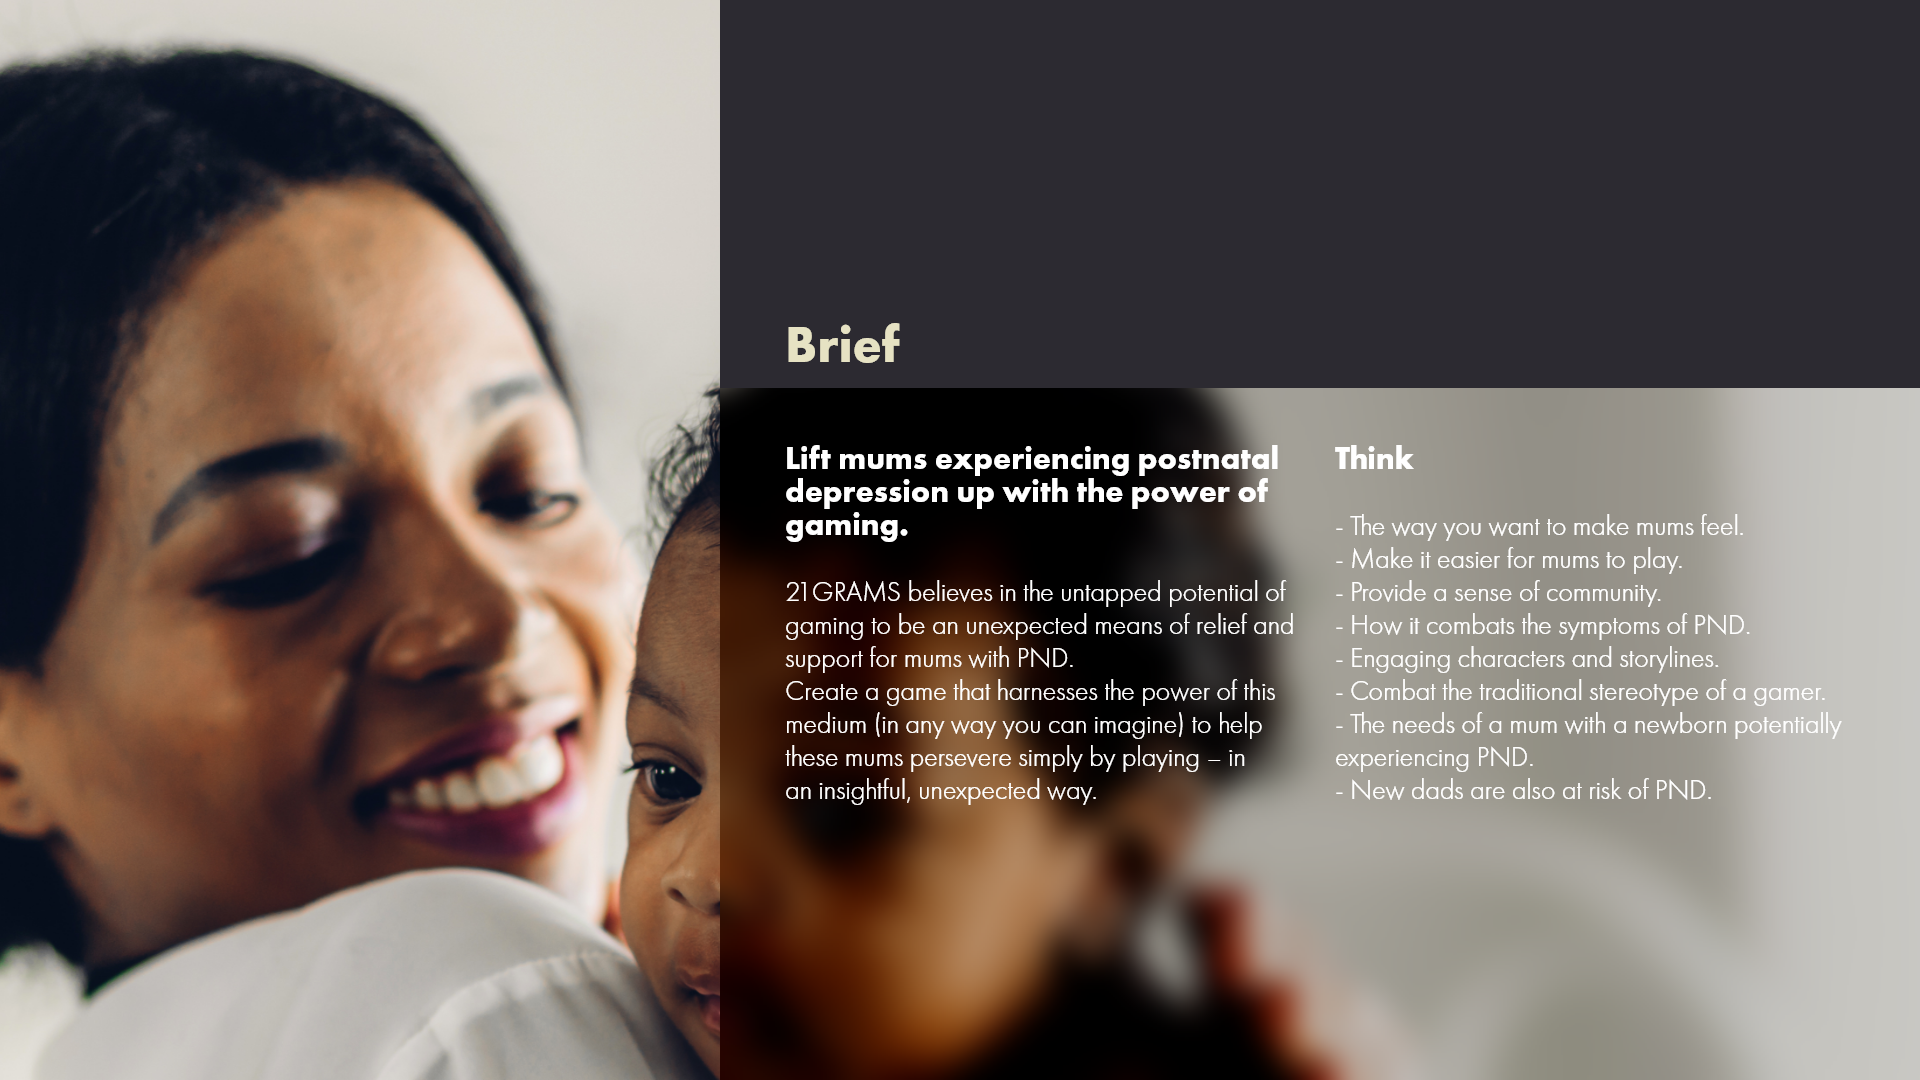 Brief
Lift mums experiencing postnatal
depression up with the power of
gaming.
21GRAMS believes in the untapped potential of
gaming to be an unexpected means of relief and
support for mums with PND.
Create a game that harnesses the power of this
medium (in any way you can imagine) to help
these mums persevere simply by playing – in
an insightful, unexpected way.
Think
- The way you want to make mums feel.
- Make it easier for mums to play.
- Provide a sense of community.
- How it combats the symptoms of PND.
- Engaging characters and storylines.
- Combat the traditional stereotype of a gamer.
- The needs of a mum with a newborn potentially
experiencing PND.
- New dads are also at risk of PND.